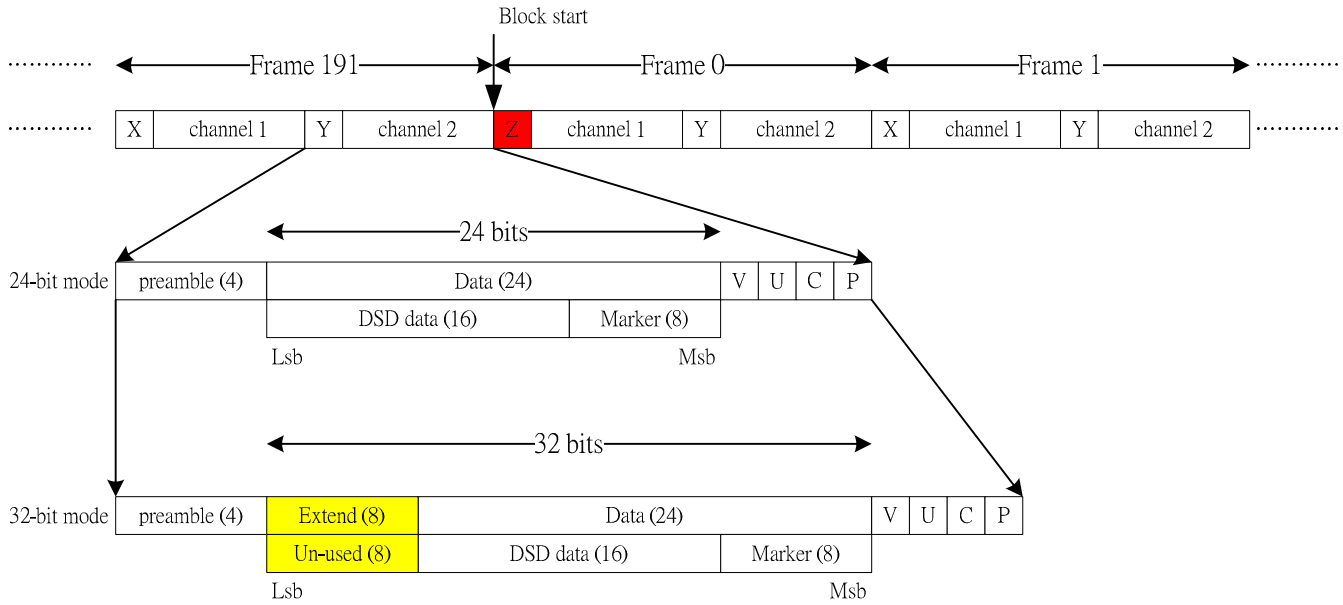 Block start
............ Frame 191 Frame 0 Frame 1 ............
............ X channel 1 Y channel 2 Z channel 1 Y channel 2 X channel 1 Y channel 2 ............
24 bits
24-bit mode preamble (4) Data (24) V U C P
DSD data (16) Marker (8)
Lsb Msb
32 bits
32-bit mode preamble (4) Extend (8) Data (24) V U C P
Un-used (8) DSD data (16) Marker (8)
Lsb Msb